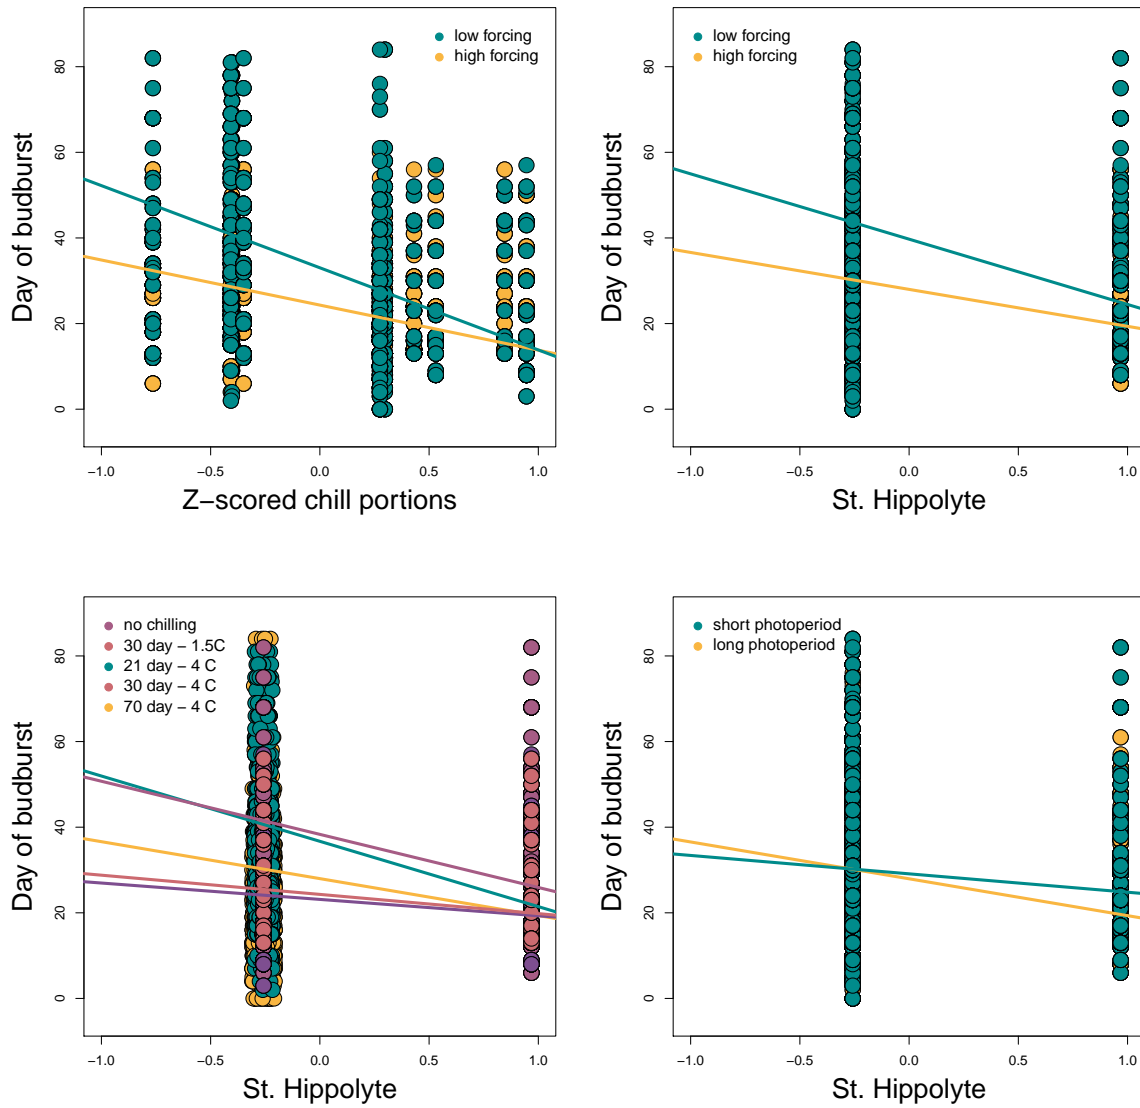 low forcing
high forcing
Day of budburst
0 20 40 60 80
−1.0 −0.5 0.0 0.5 1.0
Z−scored chill portions
low forcing
high forcing
Day of budburst
0 20 40 60 80
−1.0 −0.5 0.0 0.5 1.0
St. Hippolyte
no chilling
30 day − 1.5C
21 day − 4 C
30 day − 4 C
70 day − 4 C
Day of budburst
0 20 40 60 80
−1.0 −0.5 0.0 0.5 1.0
St. Hippolyte
short photoperiod
long photoperiod
Day of budburst
0 20 40 60 80
−1.0 −0.5 0.0 0.5 1.0
St. Hippolyte